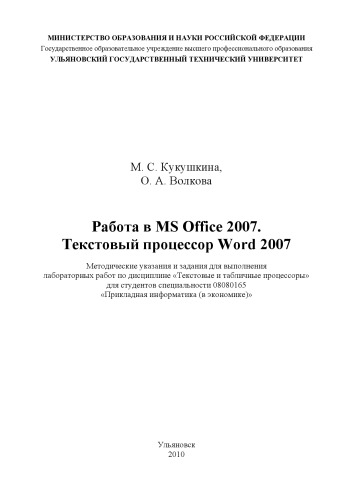 МИНИСТЕРСТВО ОБРАЗОВАНИЯ И НАУКИ РОССИЙСКОЙ ФЕДЕРАЦИИ
Государственное образовательное учреждение высшего профессионального образования
УЛЬЯНОВСКИЙ ГОСУДАРСТВЕННЫЙ ТЕХНИЧЕСКИЙ УНИВЕРСИТЕТ
М. С. Кукушкина,
О. А. Волкова
Работа в MS Office 2007.
Текстовый процессор Word 2007
Методические указания и задания для выполнения
лабораторных работ по дисциплине «Текстовые и табличные процессоры»
для студентов специальности 08080165
«Прикладная информатика (в экономике)»
Ульяновск
2010